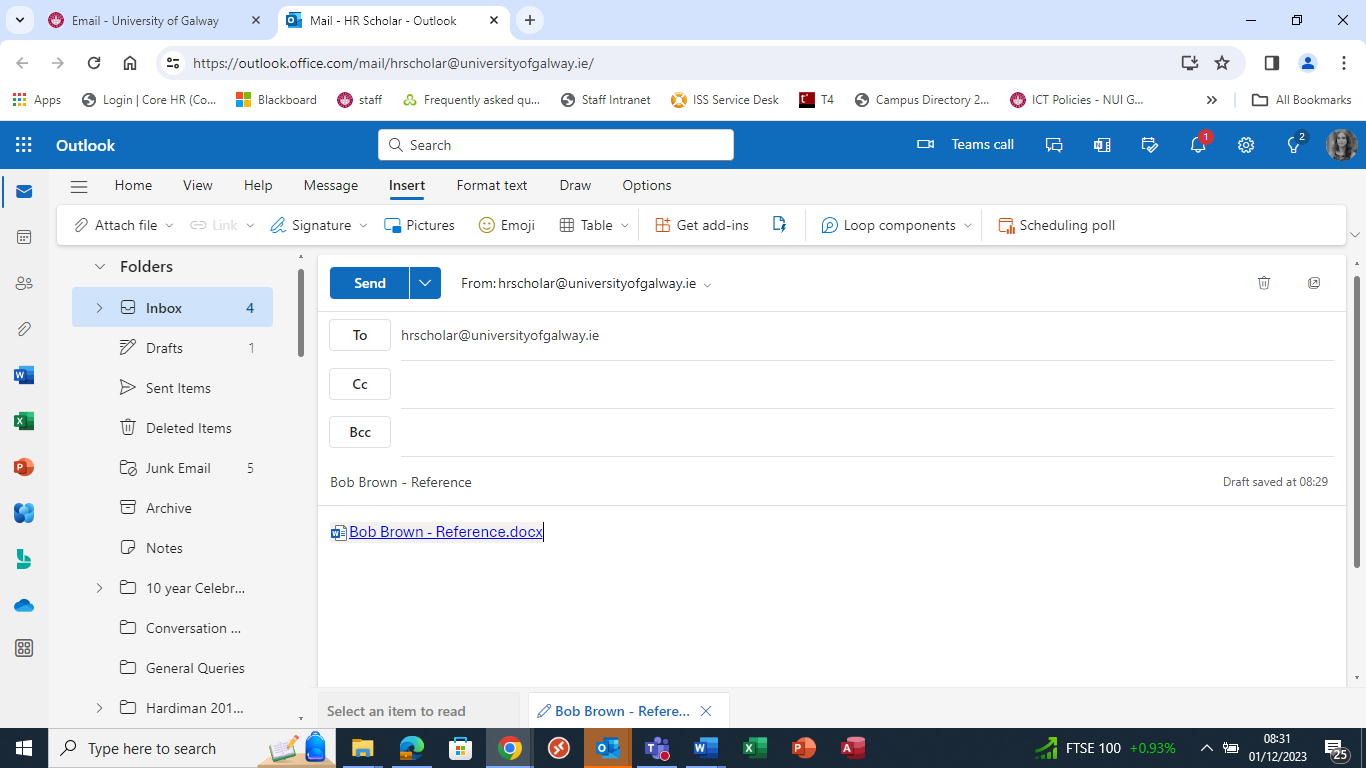 Email - University of Galway
Mail - HR Scholar - Outlook
https://outlook.office.com/mail/hrscholar@universityofgalway.ie/
Apps Login | Core HR (Co... Blackboard staff Frequently asked qu... Staff Intranet ISS Service Desk T4 Campus Directory 2... ICT Policies - NUI G... All Bookmarks
Outlook Search Teams call 1 2
Home View Help Message Insert Format text Draw Options
Attach file Link Signature Pictures Emoji Table Get add-ins Loop components Scheduling poll
Folders
Inbox 4
Drafts 1
Sent Items
Deleted Items
Junk Email 5
Archive
Notes
10 year Celebr...
Conversation ...
General Queries
Hardiman 201...
Send From: hrscholar@universityofgalway.ie
To hrscholar@universityofgalway.ie
Cc
Bcc
Bob Brown - Reference Draft saved at 08:29
Bob Brown - Reference.docx
Select an item to read Bob Brown - Refere...
Type here to search FTSE 100 +0.93% 08:31
01/12/2023 25